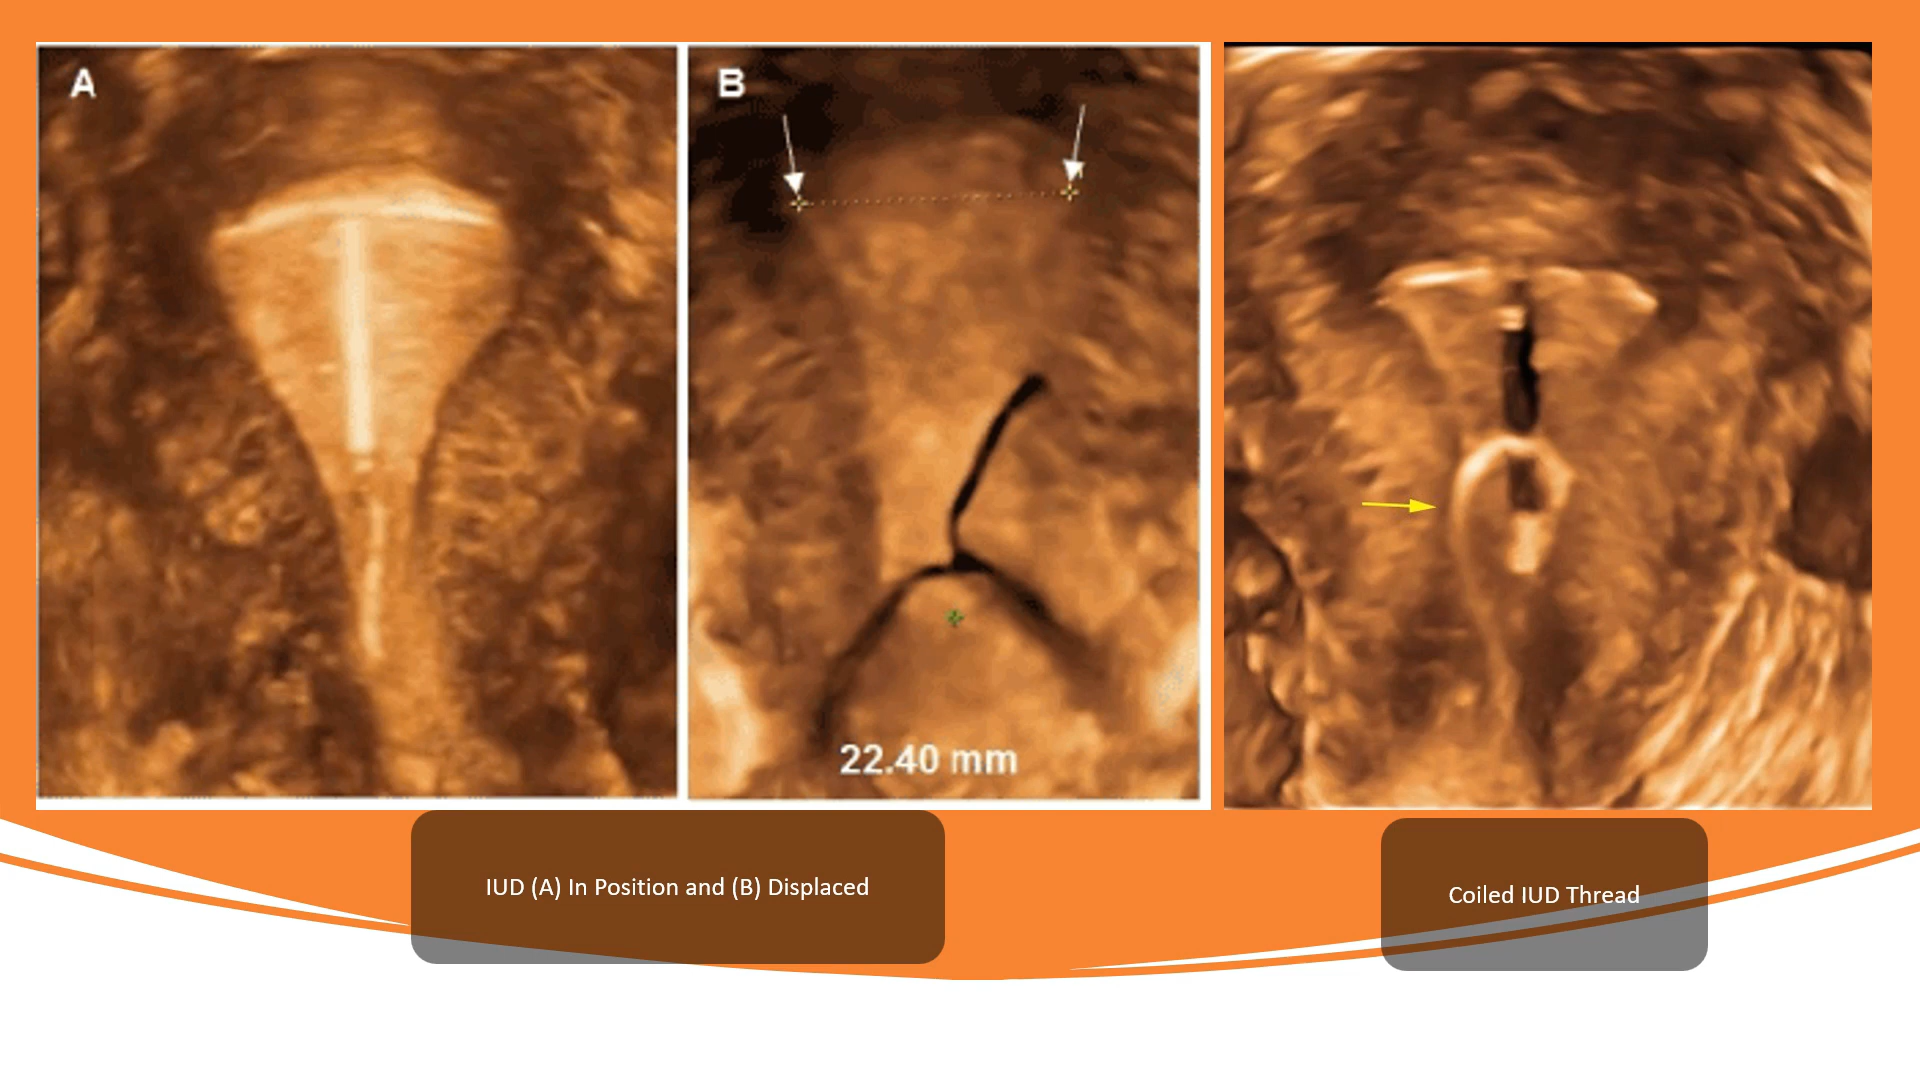 A
B
22.40 mm
IUD (A) In Position and (B) Displaced
Coiled IUD Thread